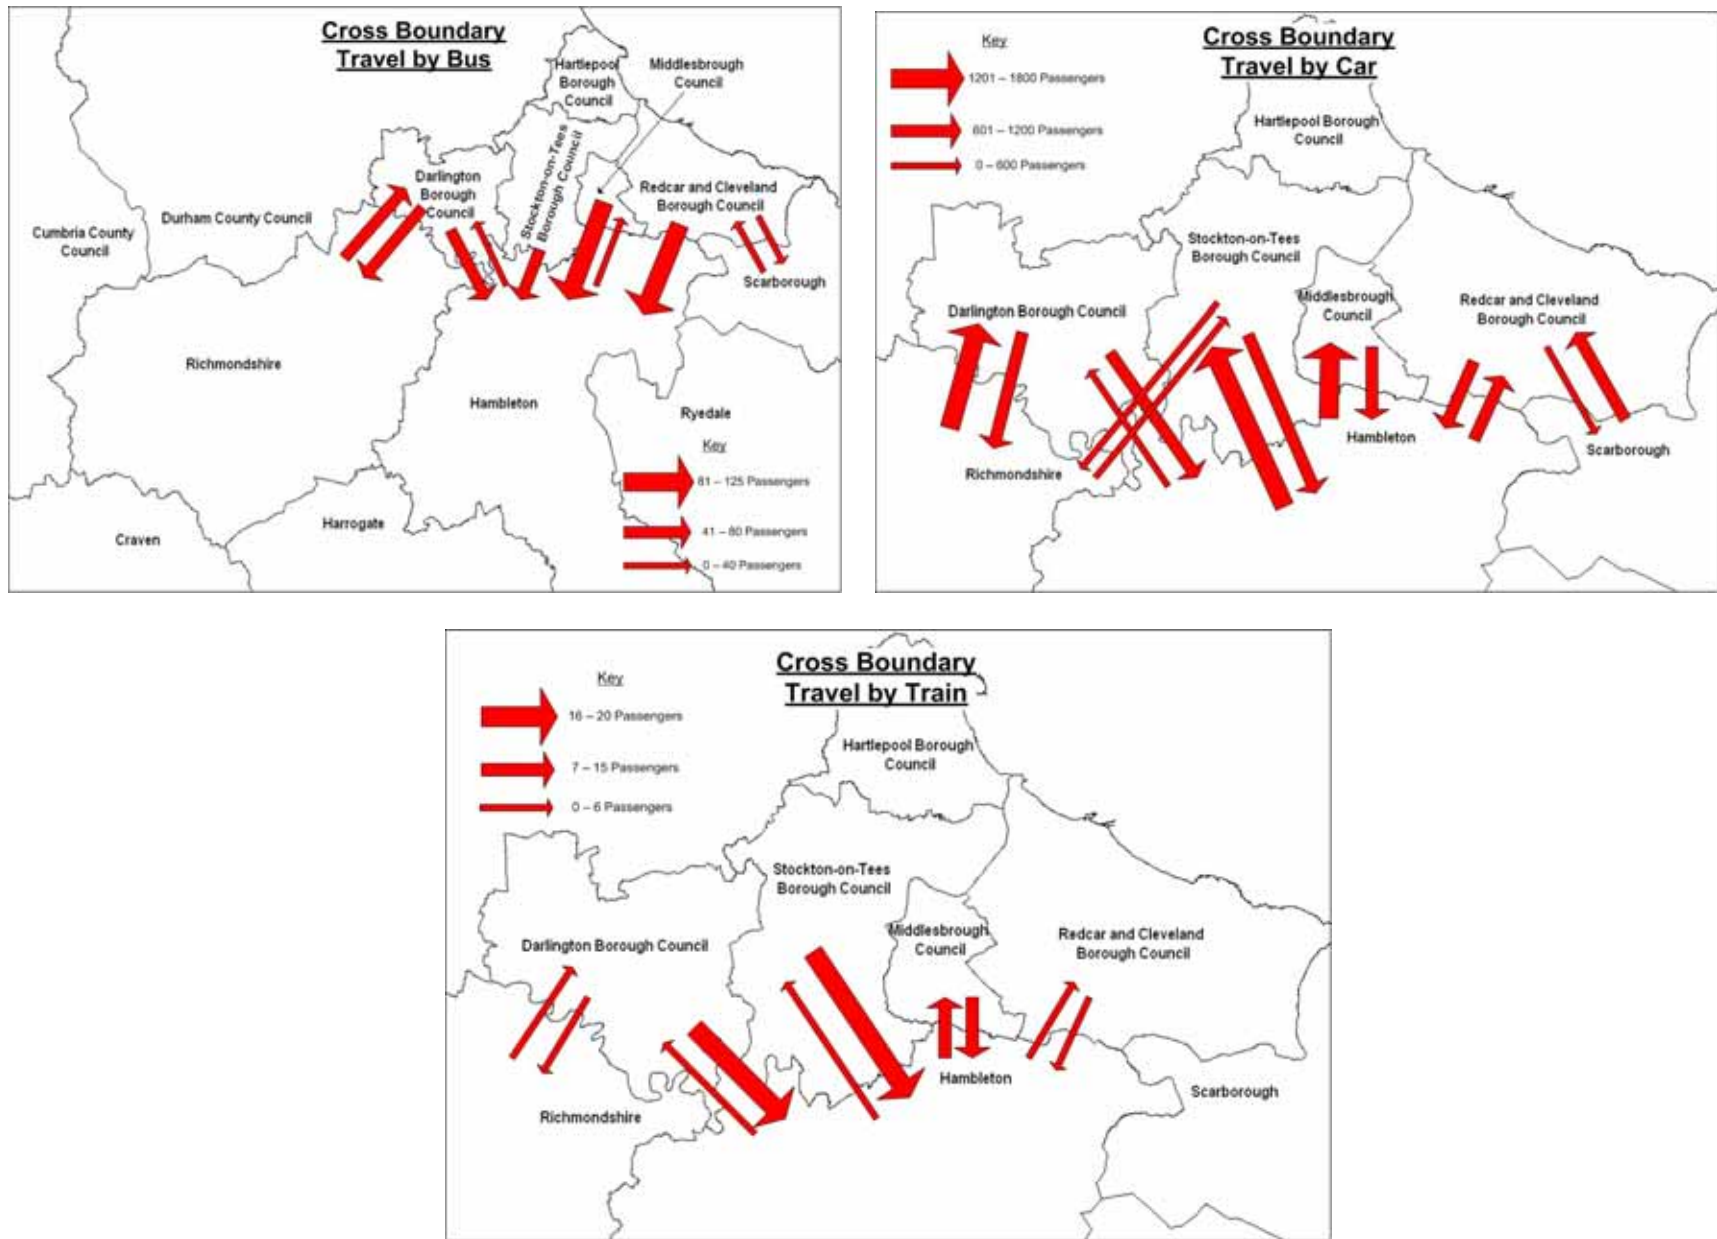 Cross Boundary
Travel by Bus
Hartlepool
Borough
Council
Middlesbrough
Council
Stockton-on-Tees
Borough Council
Darlington
Borough
Council
Redcar and Cleveland
Borough Council
Durham County Council
Cumbria County
Council
Scarborough
Richmondshire
Hambleton
Ryedale
Key
81 – 125 Passengers
41 – 80 Passengers
0 – 40 Passengers
Craven
Harrogate
Cross Boundary
Travel by Car
Key
1201 – 1800 Passengers
601 – 1200 Passengers
0 – 600 Passengers
Hartlepool Borough
Council
Stockton-on-Tees
Borough Council
Darlington Borough Council
Middlesbrough
Council
Redcar and Cleveland
Borough Council
Hambleton
Scarborough
Richmondshire
Cross Boundary
Travel by Train
Key
16 – 20 Passengers
7 – 15 Passengers
0 – 6 Passengers
Hartlepool Borough
Council
Stockton-on-Tees
Borough Council
Darlington Borough Council
Middlesbrough
Council
Redcar and Cleveland
Borough Council
Hambleton
Scarborough
Richmondshire